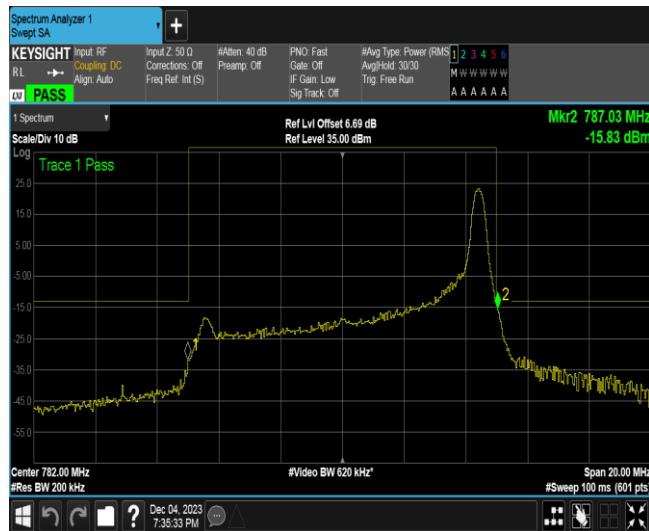 Spectrum Analyzer 1
Swept SA
KEYSIGHT
RL
LXI
PASS
Input: RF
Coupling: DC
Align: Auto
Input Z: 50 Ω
Corrections: Off
Freq Ref: Int (S)
#Atten: 40 dB
Preamp: Off
PNO: Fast
Gate: Off
IF Gain: Low
Sig Track: Off
#Avg Type: Power (RMS
Avg|Hold: 30/30
Trig: Free Run
1 2 3 4 5 6
M W W W W W
A A A A A A
1 Spectrum
Scale/Div 10 dB
Ref Lvl Offset 6.69 dB
Ref Level 35.00 dBm
Mkr2 787.03 MHz
-15.83 dBm
Log
Trace 1 Pass
25.0
15.0
5.00
-5.00
-15.0
-25.0
-35.0
-45.0
-55.0
2
Center 782.00 MHz
#Res BW 200 kHz
#Video BW 620 kHz*
Span 20.00 MHz
#Sweep 100 ms (601 pts)
?
Dec 04, 2023
7:35:33 PM